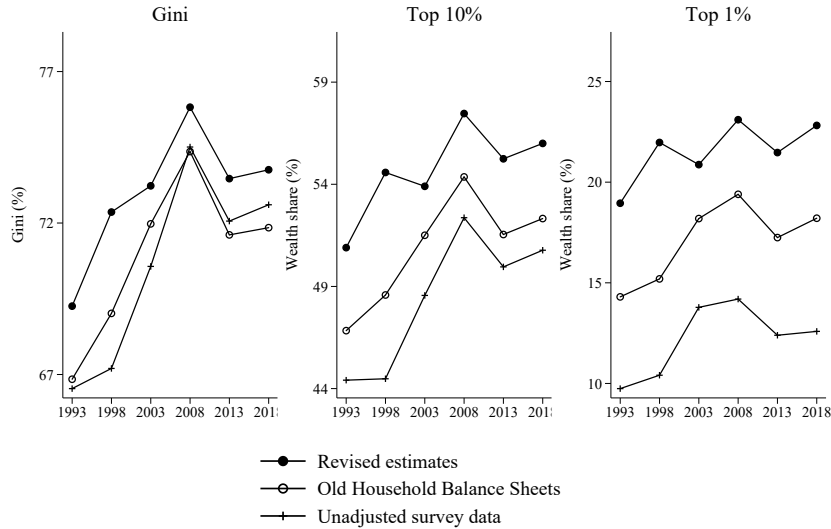 Gini
Top 10%
Top 1%
77
72
67
Gini (%)
1993 1998 2003 2008 2013 2018
59
54
49
44
Wealth share (%)
1993 1998 2003 2008 2013 2018
25
20
15
10
Wealth share (%)
1993 1998 2003 2008 2013 2018
Revised estimates
Old Household Balance Sheets
Unadjusted survey data